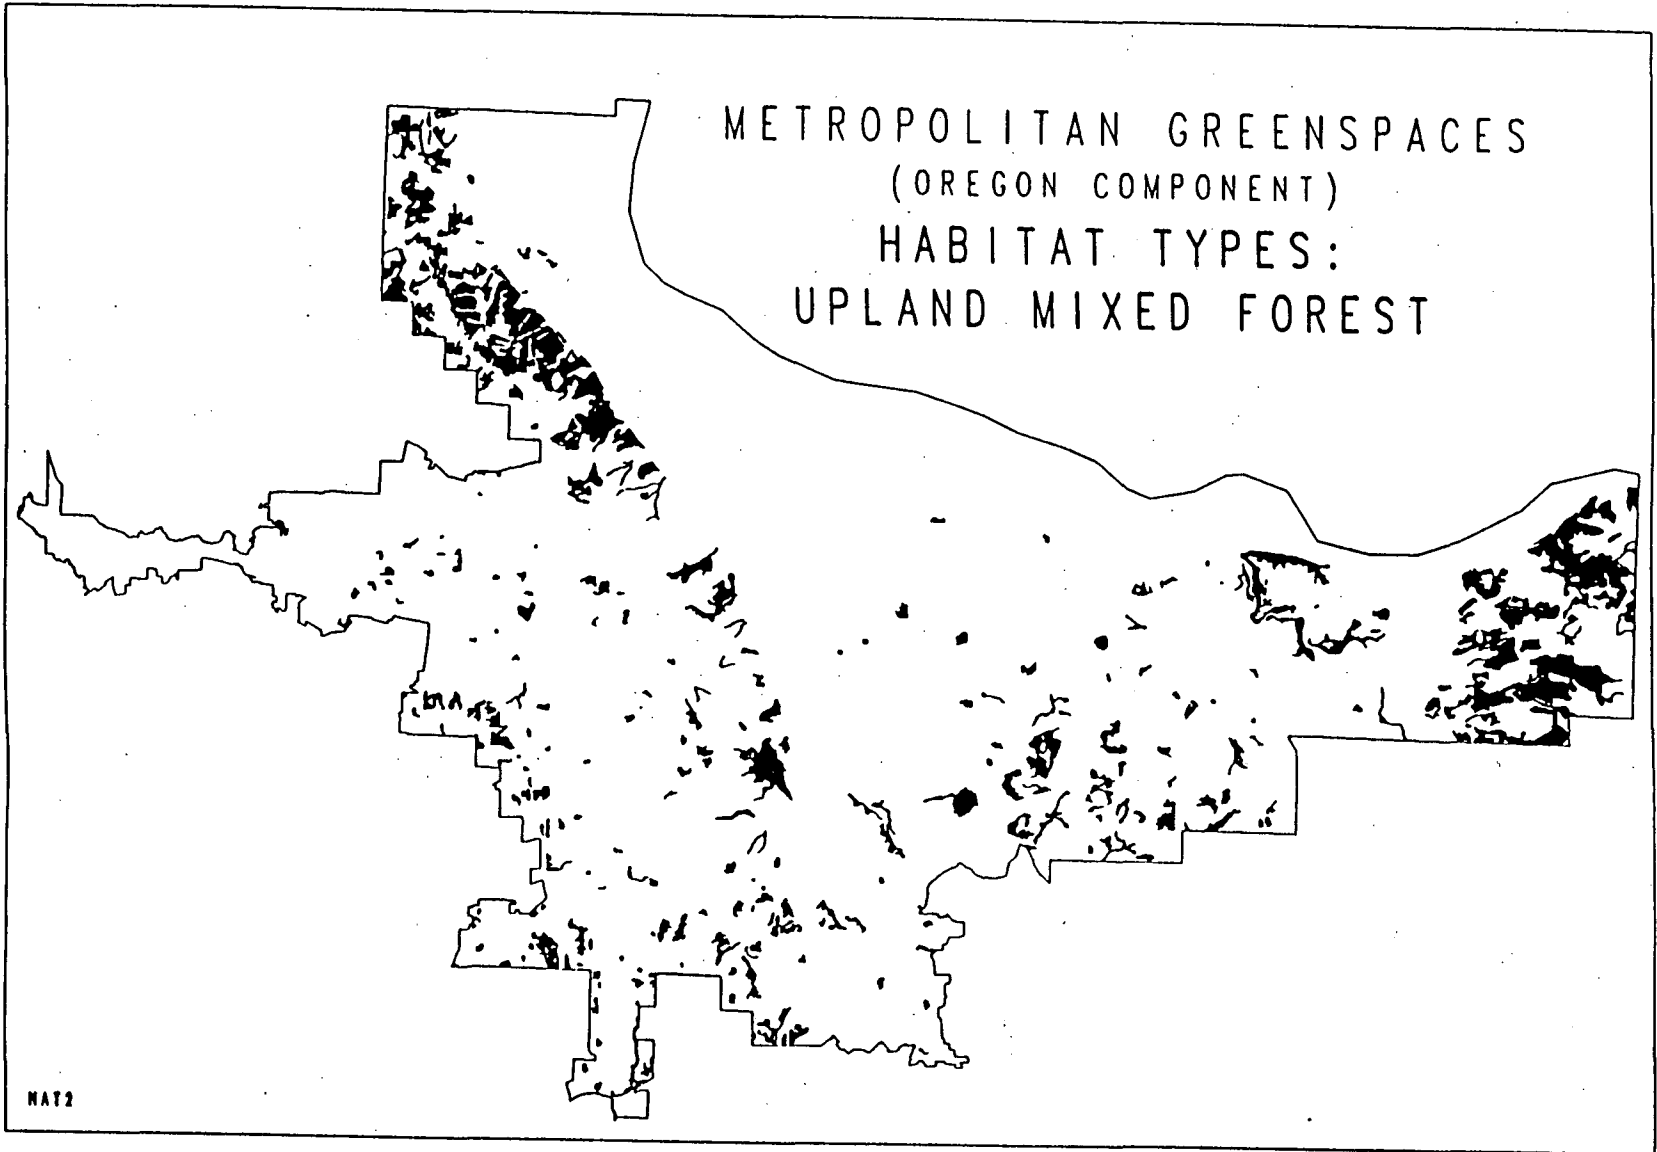 METROPOLITAN GREENSPACES
(OREGON COMPONENT)
HABITAT TYPES:
UPLAND MIXED FOREST
NAT2